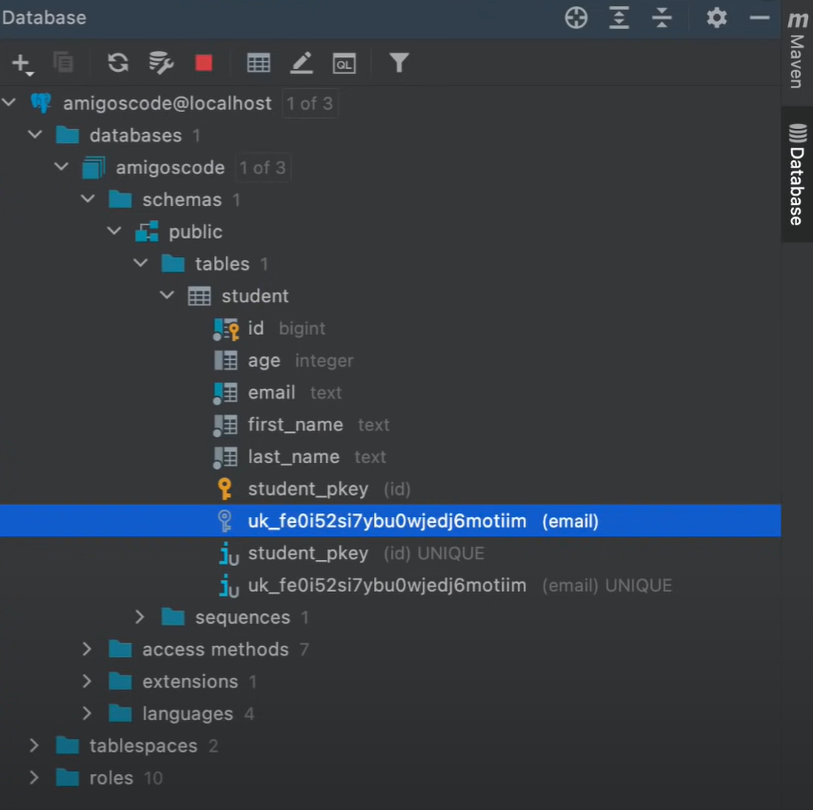 Database
Maven
Database
QL
amigoscode@localhost 1 of 3
databases 1
amigoscode 1 of 3
schemas 1
public
tables 1
student
id bigint
age integer
email text
first_name text
last_name text
student_pkey (id)
uk_fe0i52si7ybu0wjedj6motiim (email)
student_pkey (id) UNIQUE
uk_fe0i52si7ybu0wjedj6motiim (email) UNIQUE
sequences 1
access methods 7
extensions 1
languages 4
tablespaces 2
roles 10